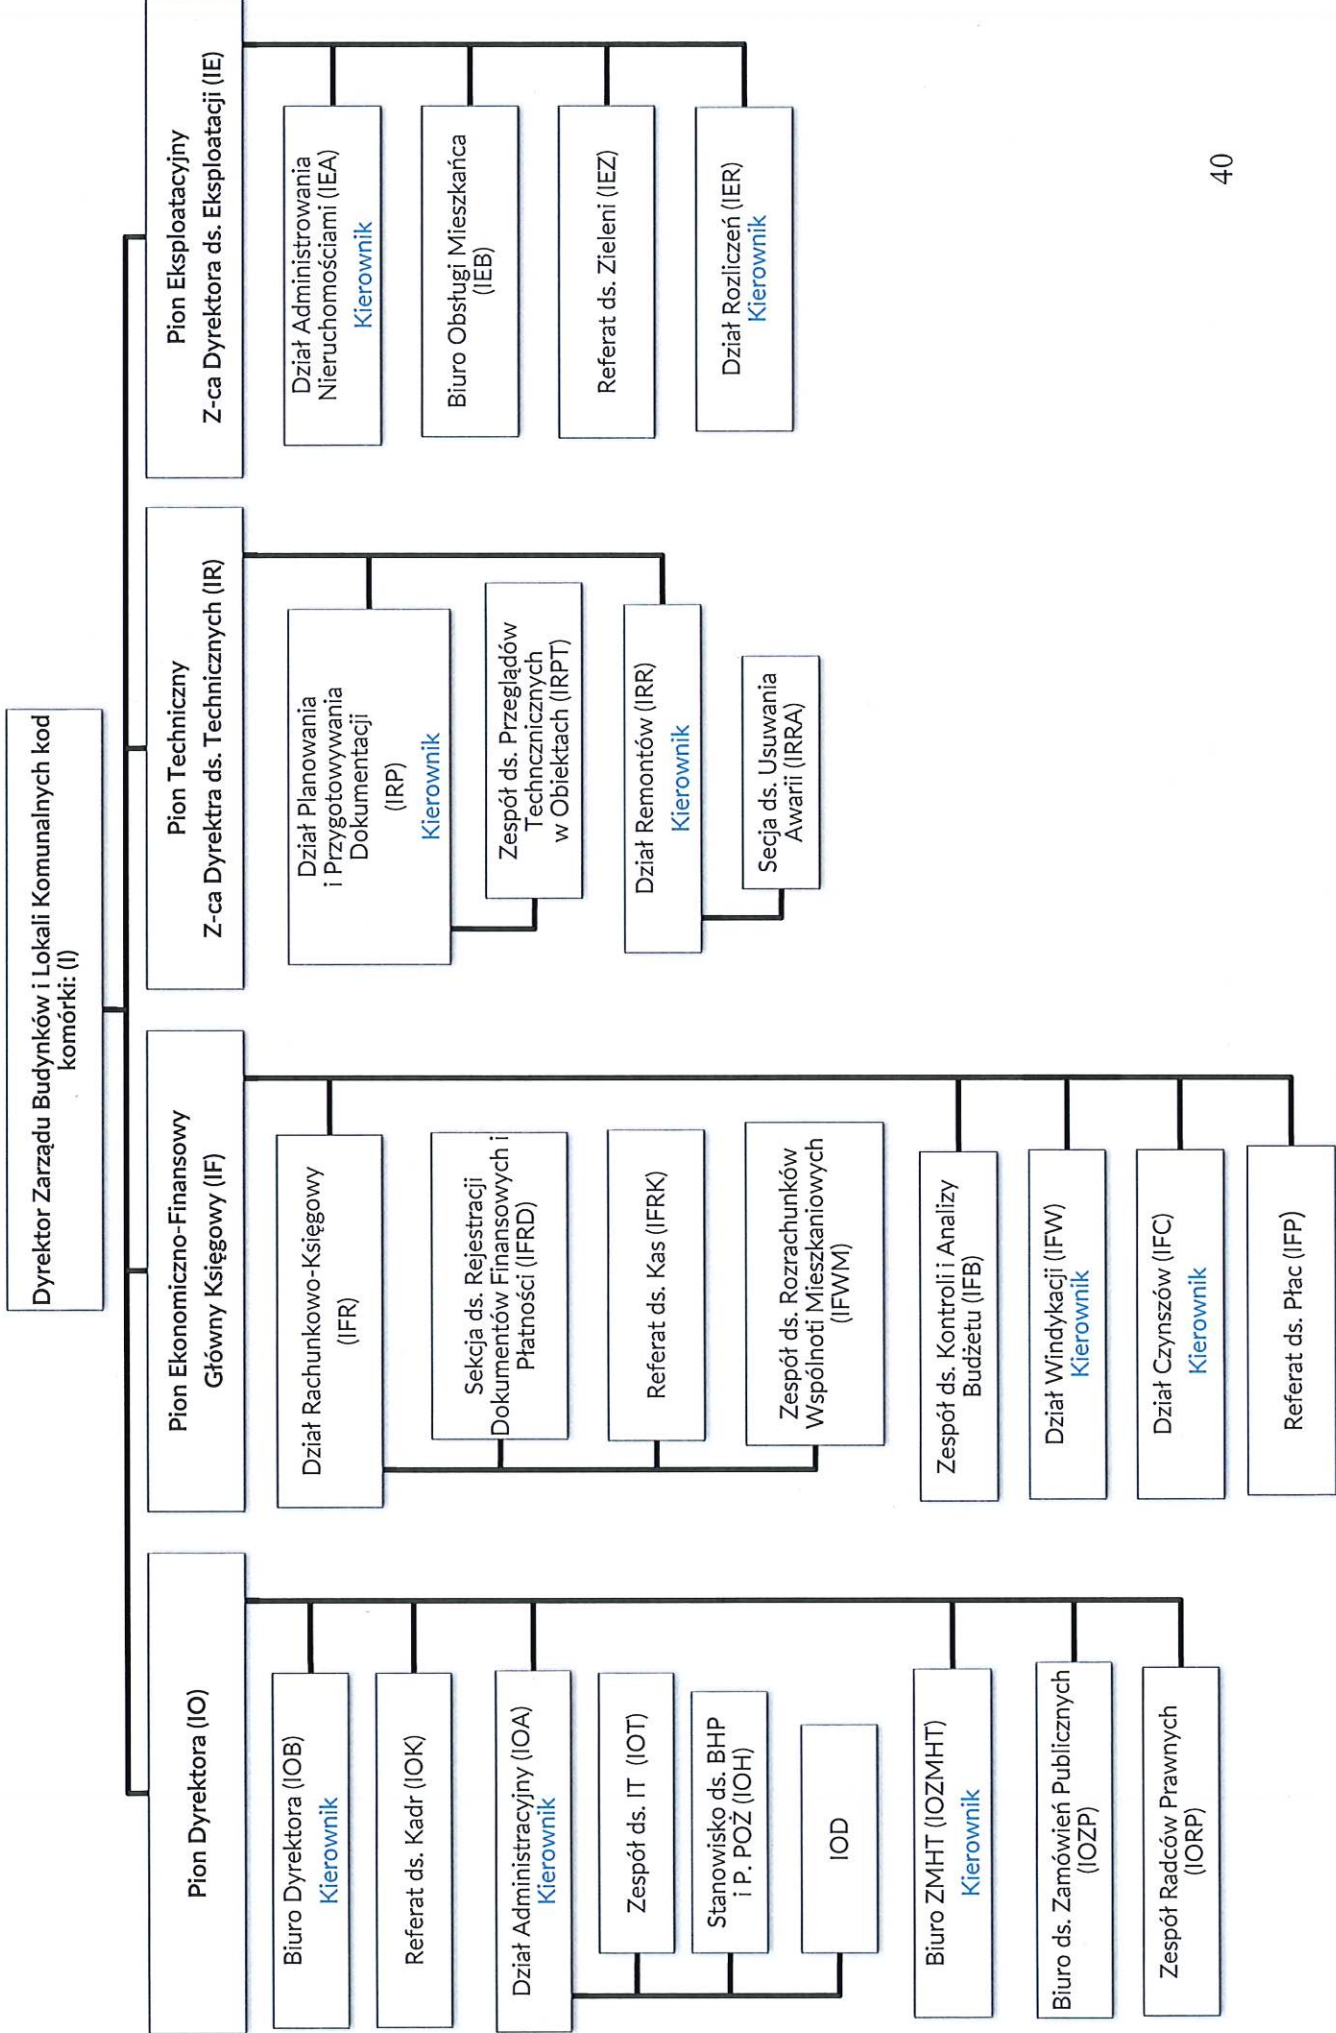 Dyrektor Zarządu Budynków i Lokali Komunalnych kod
komórki: (I)
Pion Dyrektora (IO)
Biuro Dyrektora (IOB)
Kierownik
Referat ds. Kadr (IOK)
Dział Administracyjny (IOA)
Kierownik
Zespół ds. IT (IOT)
Stanowisko ds. BHP
i P. POŻ (IOH)
IOD
Biuro ZMHT (IOZMHT)
Kierownik
Biuro ds. Zamówień Publicznych
(IOZP)
Zespół Radców Prawnych
(IORP)
Pion Ekonomiczno-Finansowy
Główny Księgowy (IF)
Dział Rachunkowo-Księgowy
(IFR)
Sekcja ds. Rejestracji
Dokumentów Finansowych i
Płatności (IFRD)
Referat ds. Kas (IFRK)
Zespół ds. Rozrachunków
Wspólnoti Mieszkaniowych
(IFWM)
Zespół ds. Kontroli i Analizy
Budżetu (IFB)
Dział Windykacji (IFW)
Kierownik
Dział Czynszów (IFC)
Kierownik
Referat ds. Płac (IFP)
Pion Techniczny
Z-ca Dyrektra ds. Technicznych (IR)
Dział Planowania
i Przygotowywania
Dokumentacji
(IRP)
Kierownik
Zespół ds. Przeglądów
Techncznicznych
w Obiektach (IRPT)
Dział Remontów (IRR)
Kierownik
Secja ds. Usuwania
Awarii (IRRA)
Pion Eksploatacyjny
Z-ca Dyrektora ds. Eksploatacji (IE)
Dział Administrowania
Nieruchomościami (IEA)
Kierownik
Biuro Obsługi Mieszkańca
(IEB)
Referat ds. Zieleni (IEZ)
Dział Rozliczeń (IER)
Kierownik
40